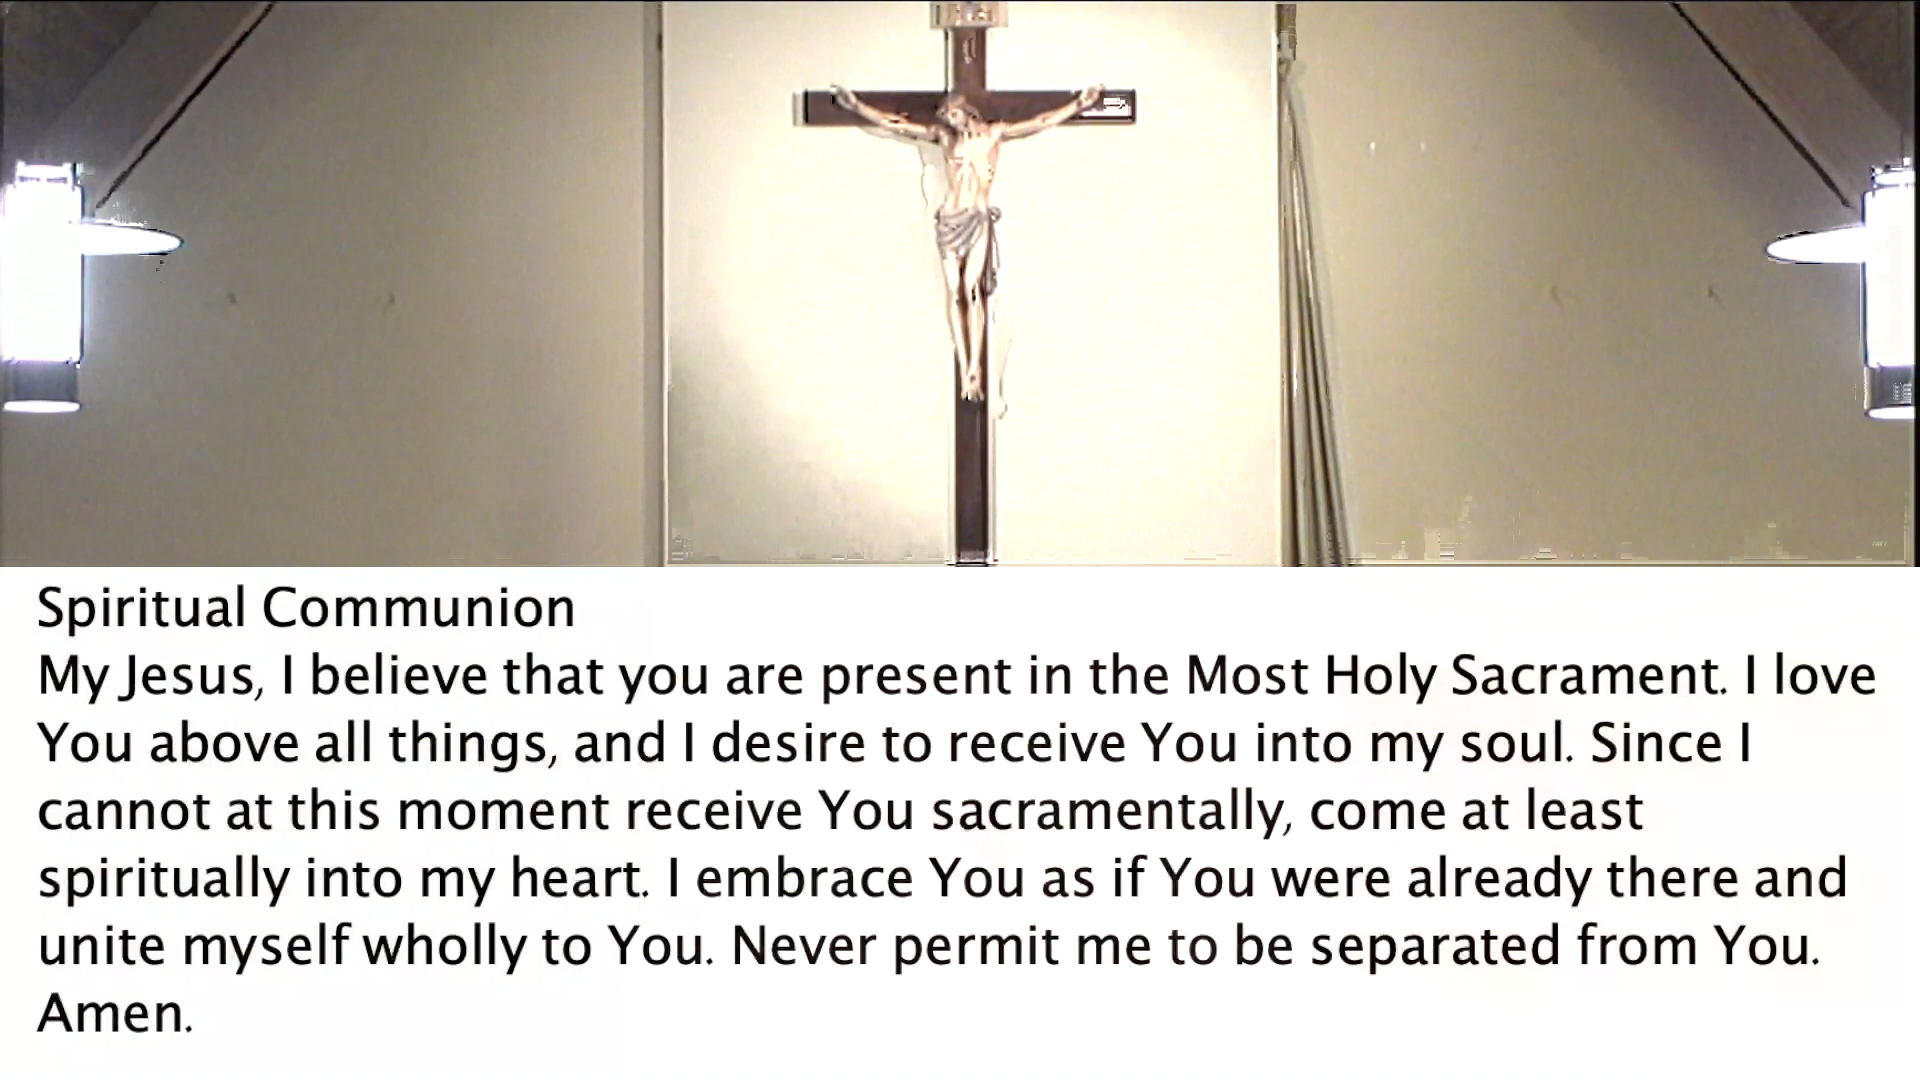 Spiritual Communion
My Jesus, I believe that you are present in the Most Holy Sacrament. I love
You above all things, and I desire to receive You into my soul. Since I
cannot at this moment receive You sacramentally, come at least
spiritually into my heart. I embrace You as if You were already there and
unite myself wholly to You. Never permit me to be separated from You.
Amen.